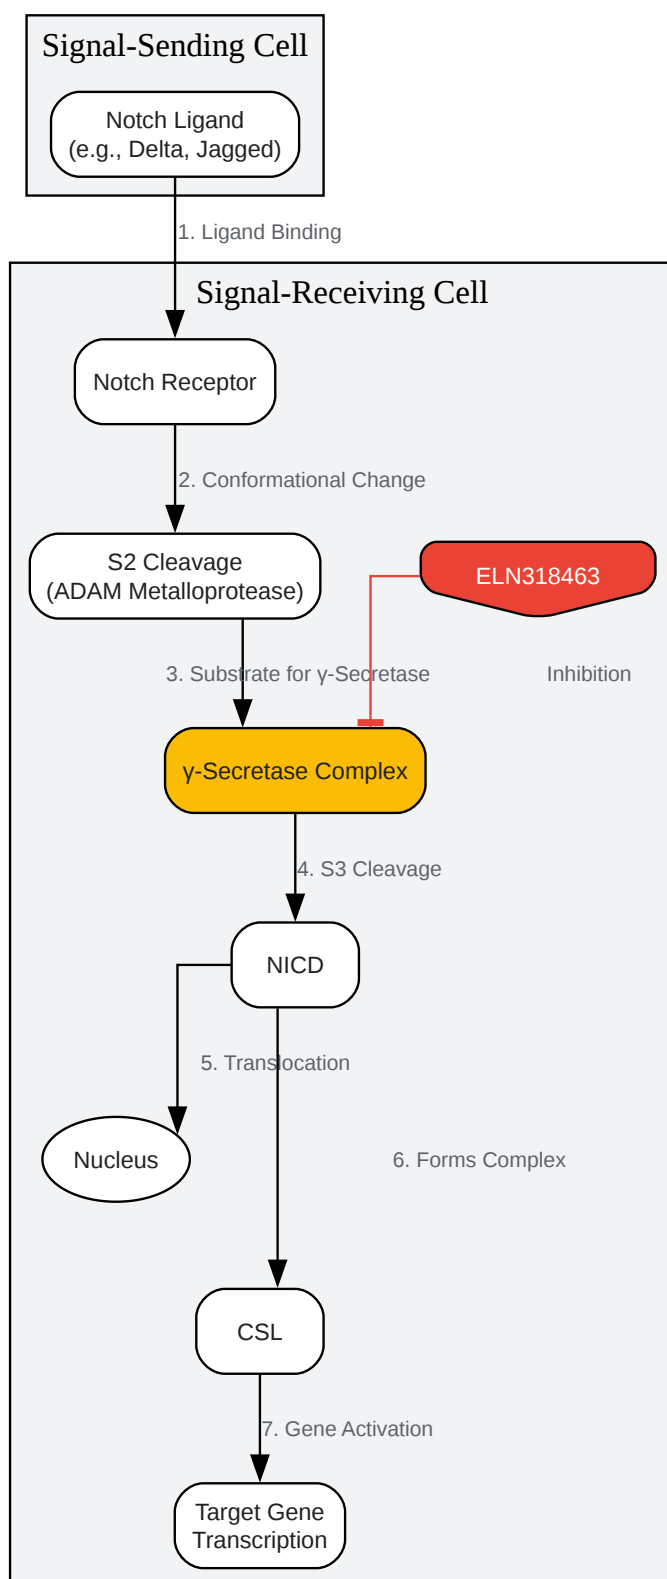 Signal-Sending Cell
Notch Ligand
(e.g., Delta, Jagged)
1. Ligand Binding
Signal-Receiving Cell
Notch Receptor
2. Conformational Change
S2 Cleavage
(ADAM Metalloprotease)
ELN318463
3. Substrate for γ-Secretase
Inhibition
γ-Secretase Complex
4. S3 Cleavage
NICD
5. Translocation
Nucleus
6. Forms Complex
CSL
7. Gene Activation
Target Gene
Transcription